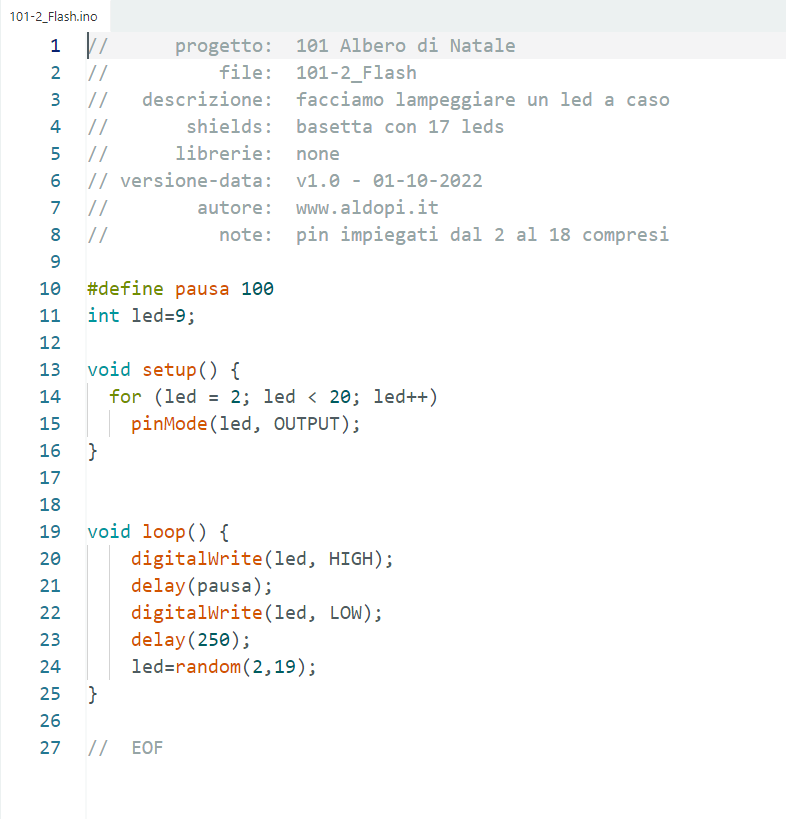 101-2_Flash.ino
1 //      progetto:  101 Albero di Natale
2 //          file:  101-2_Flash
3 //   descrizione:  facciamo lampeggiare un led a caso
4 //       shields:  basetta con 17 leds
5 //      librerie:  none
6 // versione-data:  v1.0 - 01-10-2022
7 //        autore:  www.aldopi.it
8 //          note:  pin impiegati dal 2 al 18 compresi
9
10 #define pausa 100
11 int led=9;
12
13 void setup() {
14   for (led = 2; led < 20; led++)
15     pinMode(led, OUTPUT);
16 }
17
18
19 void loop() {
20     digitalWrite(led, HIGH);
21     delay(pausa);
22     digitalWrite(led, LOW);
23     delay(250);
24     led=random(2,19);
25 }
26
27 //  EOF